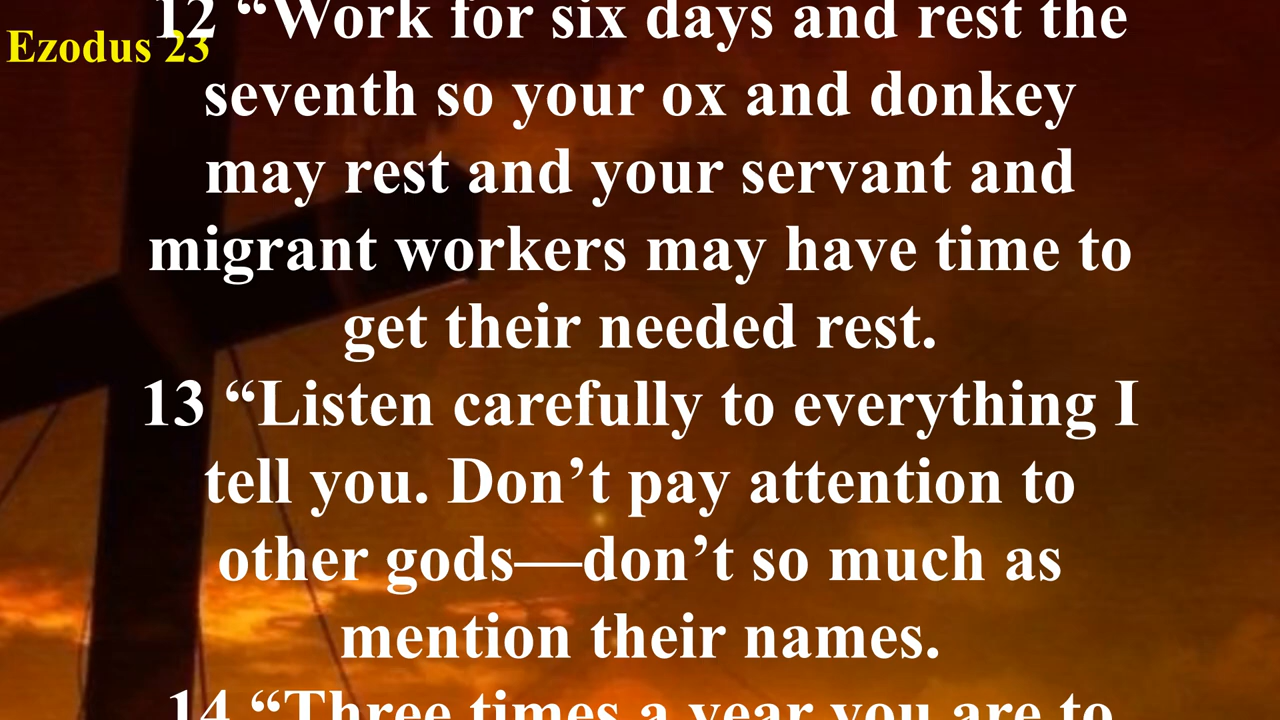 Ezodus 23
12 “Work for six days and rest the
seventh so your ox and donkey
may rest and your servant and
migrant workers may have time to
get their needed rest.
13 “Listen carefully to everything I
tell you. Don’t pay attention to
other gods—don’t so much as
mention their names.
14 “Three times a year you are to